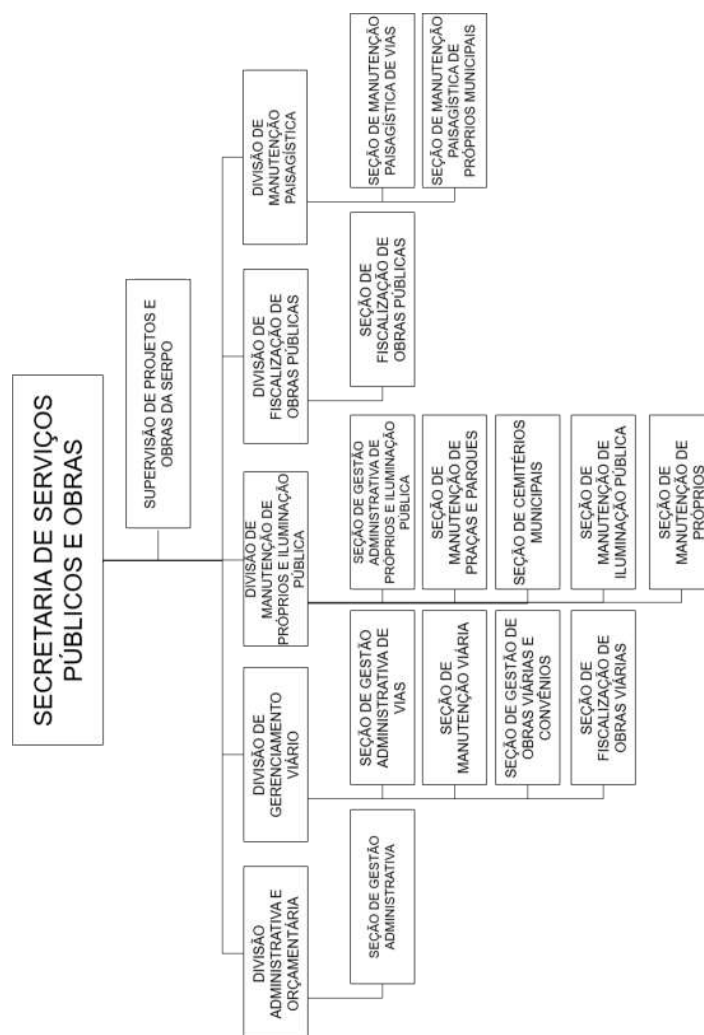 SECRETARIA DE SERVIÇOS
PÚBLICOS E OBRAS
SUPERVISÃO DE PROJETOS E
OBRAS DA SERPO
DIVISÃO
ADMINISTRATIVA E
ORÇAMENTÁRIA
DIVISÃO DE
GERENCIAMENTO
VIÁRIO
DIVISÃO DE
MANUTENÇÃO DE
PRÓPRIOS E ILUMINAÇÃO
PÚBLICA
DIVISÃO DE
FISCALIZAÇÃO DE
OBRAS PÚBLICAS
DIVISÃO DE
MANUTENÇÃO
PAISAGÍSTICA
SEÇÃO DE GESTÃO
ADMINISTRATIVA
SEÇÃO DE GESTÃO
ADMINISTRATIVA DE
VIAS
SEÇÃO DE
MANUTENÇÃO VIÁRIA
SEÇÃO DE GESTÃO DE
OBRAS VIÁRIAS E
CONVÊNIOS
SEÇÃO DE
FISCALIZAÇÃO DE
OBRAS VIÁRIAS
SEÇÃO DE GESTÃO
ADMINISTRATIVA DE
PRÓPRIOS E ILUMINAÇÃO
PÚBLICA
SEÇÃO DE
MANUTENÇÃO DE
PRAÇAS E PARQUES
SEÇÃO DE CEMITÉRIOS
MUNICIPAIS
SEÇÃO DE
MANUTENÇÃO DE
ILUMINAÇÃO PÚBLICA
SEÇÃO DE
MANUTENÇÃO DE
PRÓPRIOS
SEÇÃO DE
FISCALIZAÇÃO DE
OBRAS PÚBLICAS
SEÇÃO DE MANUTENÇÃO
PAISAGÍSTICA DE VIAS
SEÇÃO DE MANUTENÇÃO
PAISAGÍSTICA DE
PRÓPRIOS MUNICIPAIS